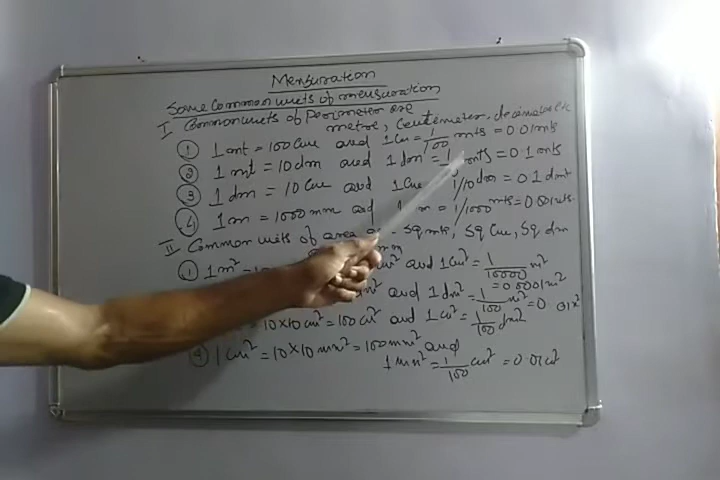 Mensuration
Some Common units of mensuration
I Common units of Perimeter are
metre, Centimeter, decimeter etc
① 1 mt = 100 cm and 1 cm = 1/100 mts = 0.01 mts
② 1 mt = 10 dm and 1 dm = 1/ mts = 0.1 mts
③ 1 dm = 10 cm and 1 cm 1/10 dm = 0.1 dmt
④ 1 m = 1000 mm and 1 m = 1/1000 mts = 0.001 mts.
II Common units of area - sq mts, sq cm, sq dm
① 1 m² = and 1 cm² = 1/10000 m²
= 0.0001 m²
and 1 dm² = 1/100 m² = 0 01 m²
= 10×10 cm² = 100 cm² and 1 cm² = 1/100 dm²
④ 1 cm² = 10×10 mm² = 100 mm² and
1 mm² = 1/100 cm² = 0.01 cm²